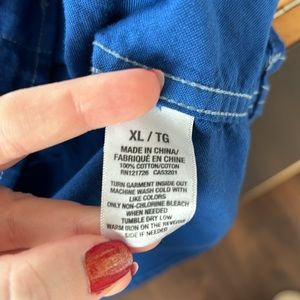 XL / TG
MADE IN CHINA/
FABRIQUÉ EN CHINE
100% COTTON/COTON
RN121726 CA53201
TURN GARMENT INSIDE OUT
MACHINE WASH COLD WITH
LIKE COLORS
ONLY NON-CHLORINE BLEACH
WHEN NEEDED
TUMBLE DRY LOW
WARM IRON ON THE REVERSE
SIDE IF NEEDED